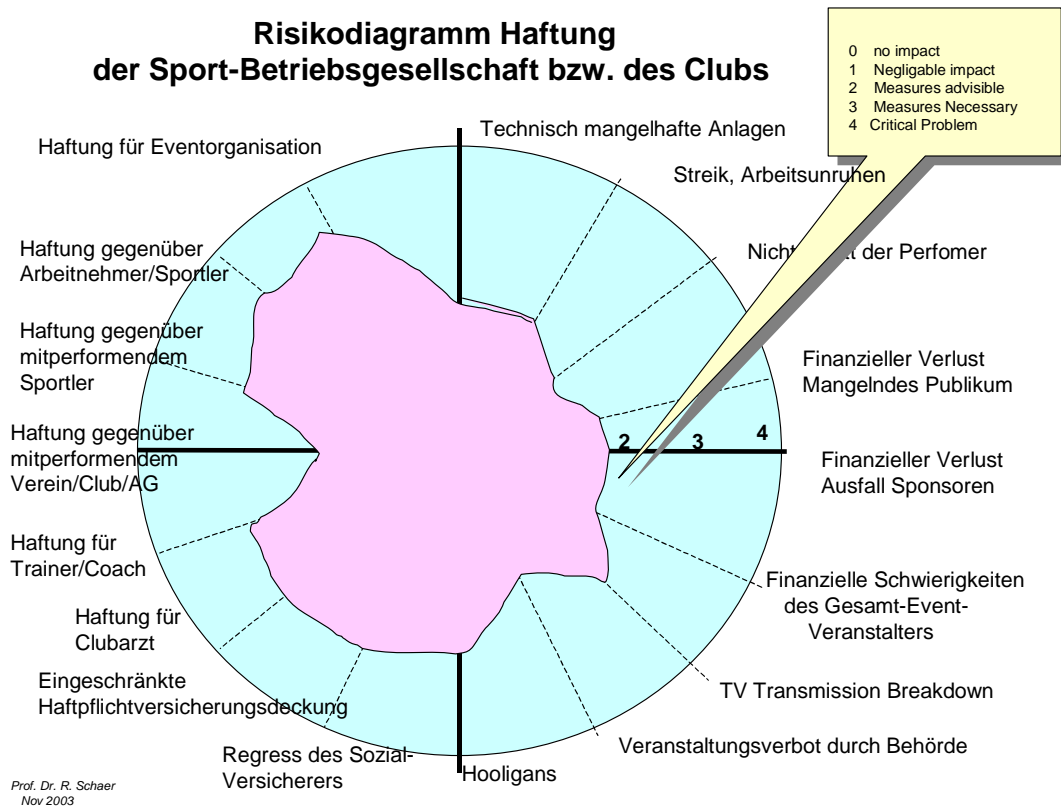 Risikodiagramm Haftung
der Sport-Betriebsgesellschaft bzw. des Clubs
0 no impact
1 Negligable impact
2 Measures advisible
3 Measures Necessary
4 Critical Problem
Technisch mangelhafte Anlagen
Streik, Arbeitsunruhen
der Perfomer
Finanzieller Verlust
Mangelndes Publikum
2 3 4
Finanzieller Verlust
Ausfall Sponsoren
Finanzielle Schwierigkeiten
des Gesamt-Event-
Veranstalters
TV Transmission Breakdown
Veranstaltungsverbot durch Behörde
Hooligans
Regress des Sozial-
Versicherers
Eingeschränkte
Haftpflichtversicherungsdeckung
Haftung für
Clubarzt
Haftung für
Trainer/Coach
Haftung gegenüber
mitperformendem
Verein/Club/AG
Haftung gegenüber
mitperformendem
Sportler
Haftung gegenüber
Arbeitnehmer/Sportler
Haftung für Eventorganisation
Prof. Dr. R. Schaer
Nov 2003